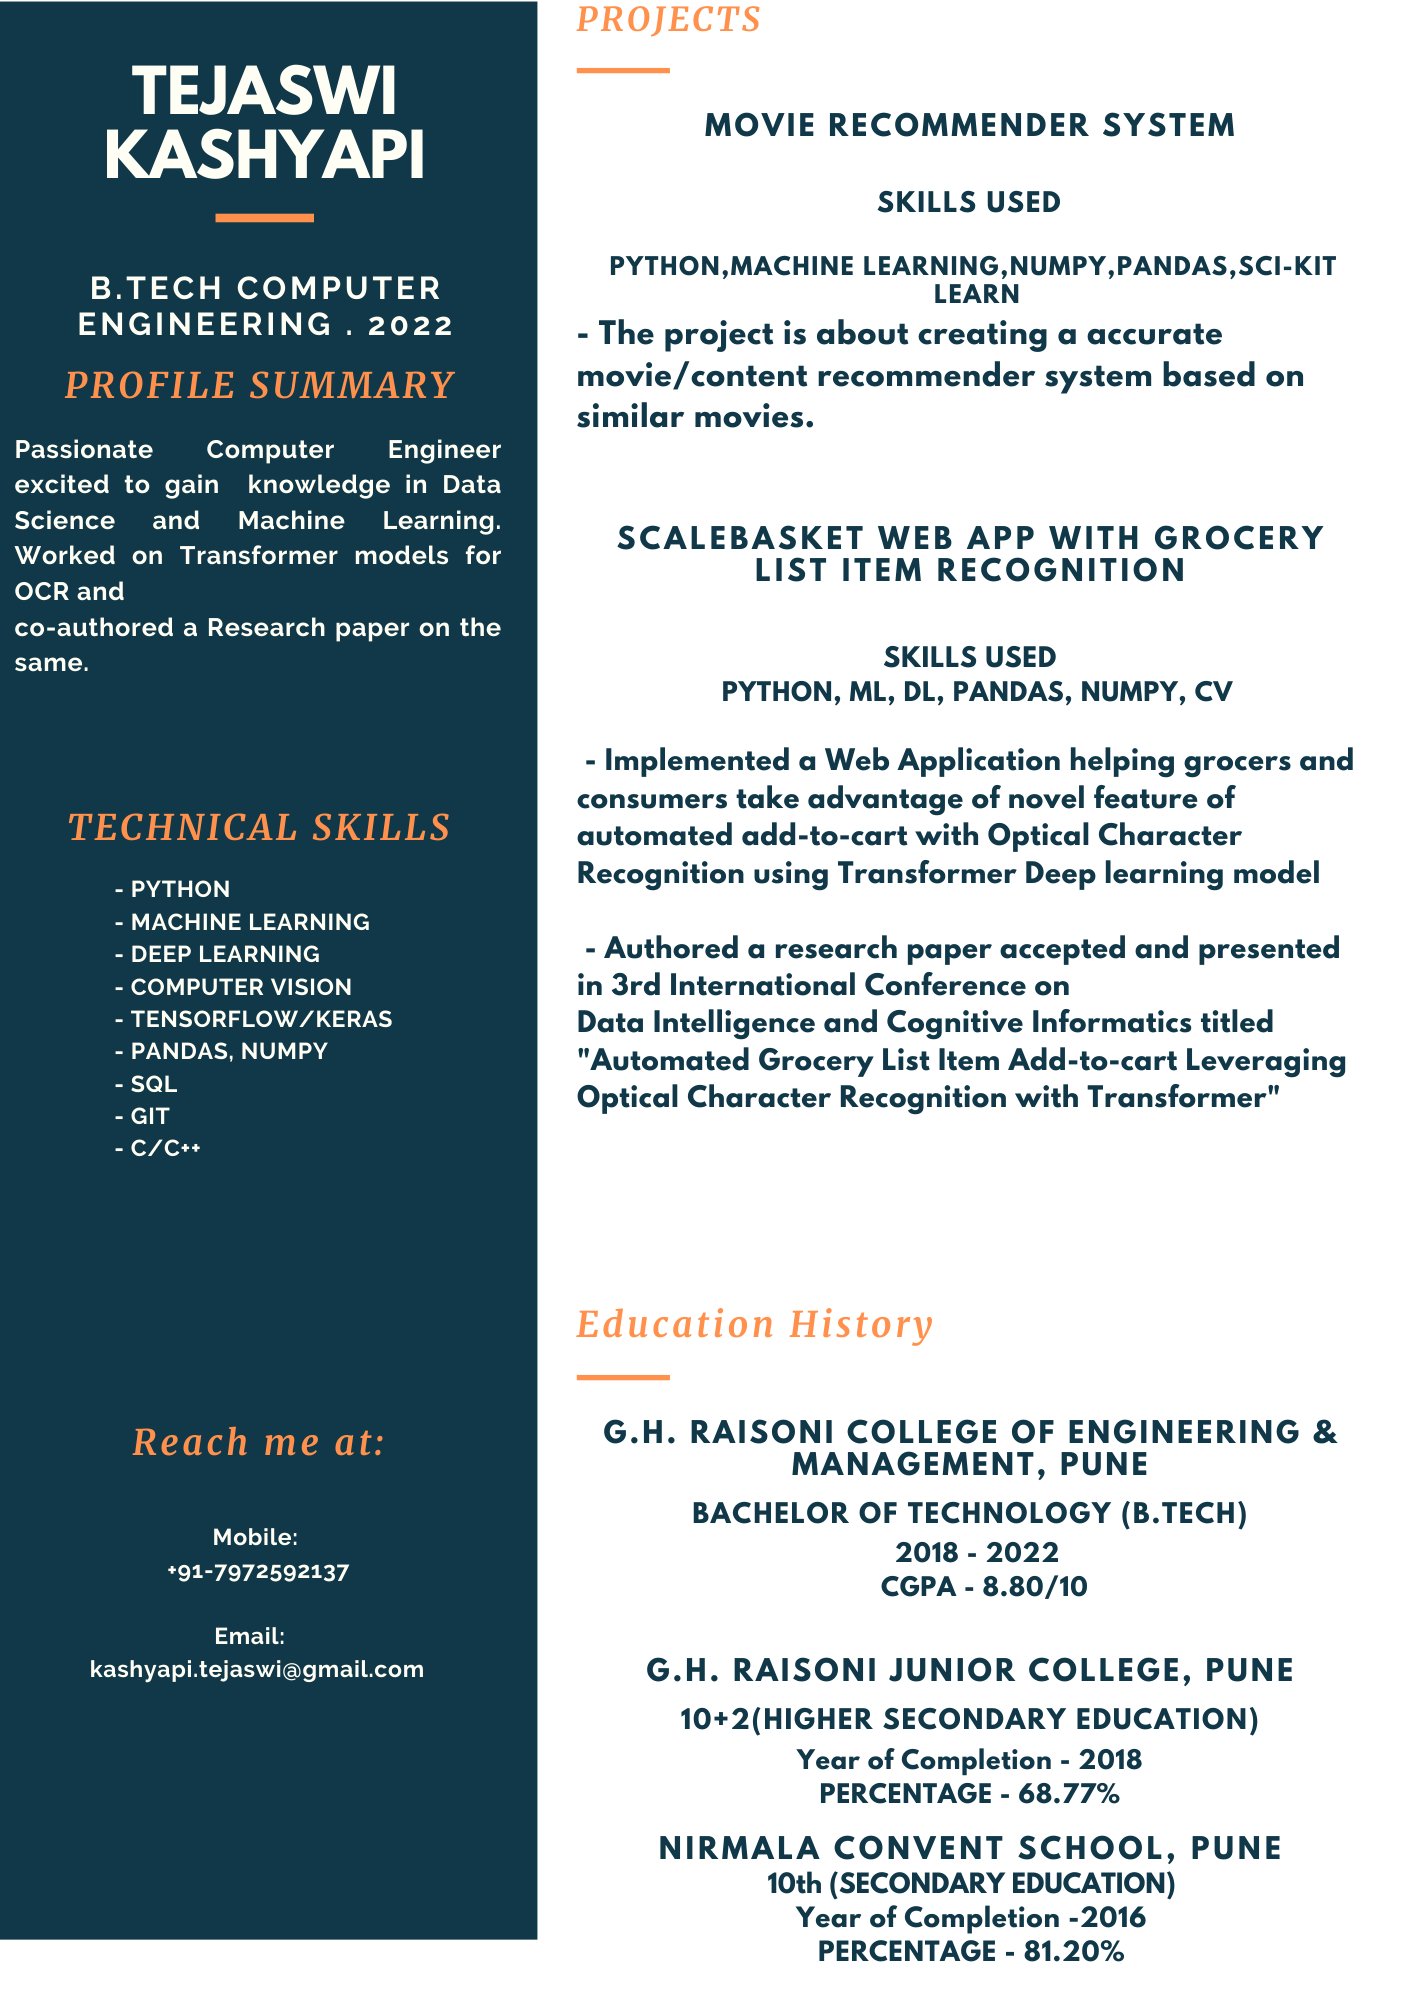 TEJASWI
KASHYAPI
B.TECH COMPUTER
ENGINEERING . 2022
PROFILE SUMMARY
Passionate Computer Engineer
excited to gain knowledge in Data
Science and Machine Learning.
Worked on Transformer models for
OCR and
co-authored a Research paper on the
same.
TECHNICAL SKILLS
- PYTHON
- MACHINE LEARNING
- DEEP LEARNING
- COMPUTER VISION
- TENSORFLOW/KERAS
- PANDAS, NUMPY
- SQL
- GIT
- C/C++
Reach me at:
Mobile:
+91-7972592137
Email:
kashyapi.tejaswi@gmail.com
PROJECTS
MOVIE RECOMMENDER SYSTEM
SKILLS USED
PYTHON,MACHINE LEARNING,NUMPY,PANDAS,SCI-KIT
LEARN
- The project is about creating a accurate
movie/content recommender system based on
similar movies.
SCALEBASKET WEB APP WITH GROCERY
LIST ITEM RECOGNITION
SKILLS USED
PYTHON, ML, DL, PANDAS, NUMPY, CV
- Implemented a Web Application helping grocers and
consumers take advantage of novel feature of
automated add-to-cart with Optical Character
Recognition using Transformer Deep learning model
- Authored a research paper accepted and presented
in 3rd International Conference on
Data Intelligence and Cognitive Informatics titled
"Automated Grocery List Item Add-to-cart Leveraging
Optical Character Recognition with Transformer"
Education History
G.H. RAISONI COLLEGE OF ENGINEERING &
MANAGEMENT, PUNE
BACHELOR OF TECHNOLOGY (B.TECH)
2018 - 2022
CGPA - 8.80/10
G.H. RAISONI JUNIOR COLLEGE, PUNE
10+2(HIGHER SECONDARY EDUCATION)
Year of Completion - 2018
PERCENTAGE - 68.77%
NIRMALA CONVENT SCHOOL, PUNE
10th (SECONDARY EDUCATION)
Year of Completion -2016
PERCENTAGE - 81.20%